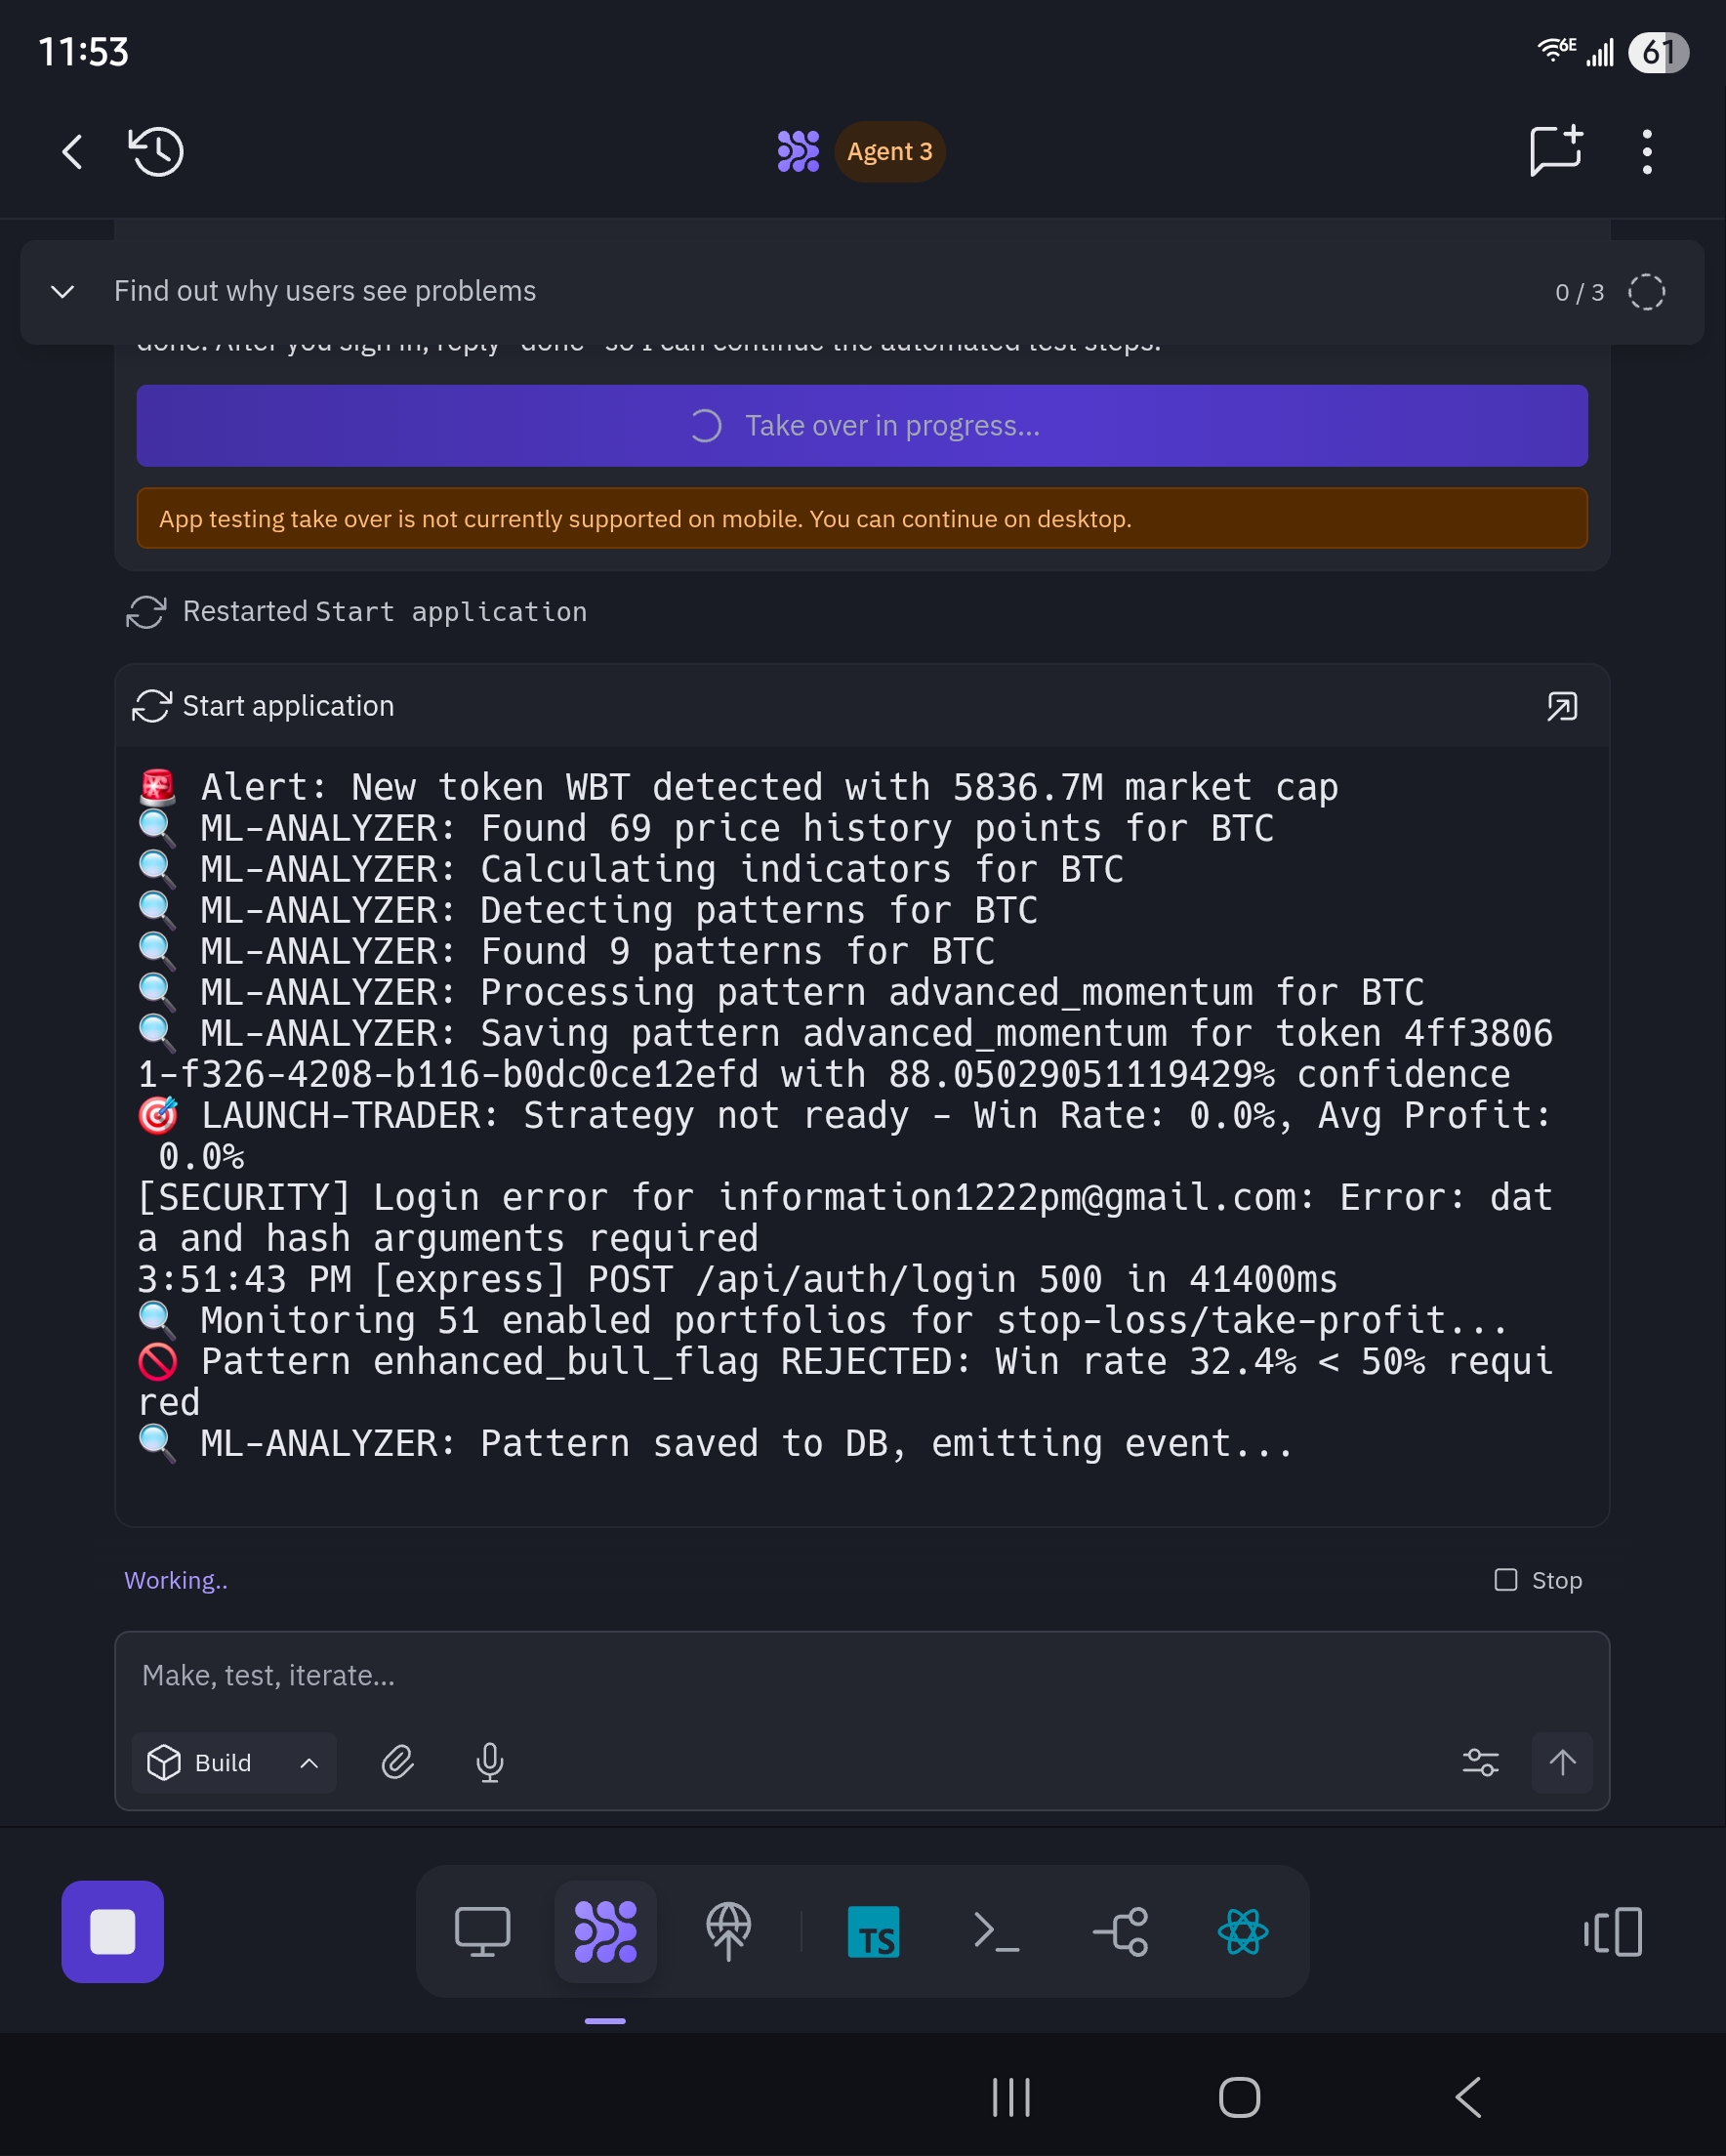 11:53
6E
61
Agent 3
Find out why users see problems
0 / 3
done. After you sign in, reply "done" so I can continue the automated test steps.
Take over in progress...
App testing take over is not currently supported on mobile. You can continue on desktop.
Restarted Start application
Start application
🚨 Alert: New token WBT detected with 5836.7M market cap
🔍 ML-ANALYZER: Found 69 price history points for BTC
🔍 ML-ANALYZER: Calculating indicators for BTC
🔍 ML-ANALYZER: Detecting patterns for BTC
🔍 ML-ANALYZER: Found 9 patterns for BTC
🔍 ML-ANALYZER: Processing pattern advanced_momentum for BTC
🔍 ML-ANALYZER: Saving pattern advanced_momentum for token 4ff3806
1-f326-4208-b116-b0dc0ce12efd with 88.05029051119429% confidence
🎯 LAUNCH-TRADER: Strategy not ready - Win Rate: 0.0%, Avg Profit:
0.0%
[SECURITY] Login error for information1222pm@gmail.com: Error: dat
a and hash arguments required
3:51:43 PM [express] POST /api/auth/login 500 in 41400ms
🔍 Monitoring 51 enabled portfolios for stop-loss/take-profit...
🚫 Pattern enhanced_bull_flag REJECTED: Win rate 32.4% < 50% requi
red
🔍 ML-ANALYZER: Pattern saved to DB, emitting event...
Working..
Stop
Make, test, iterate...
Build
TS